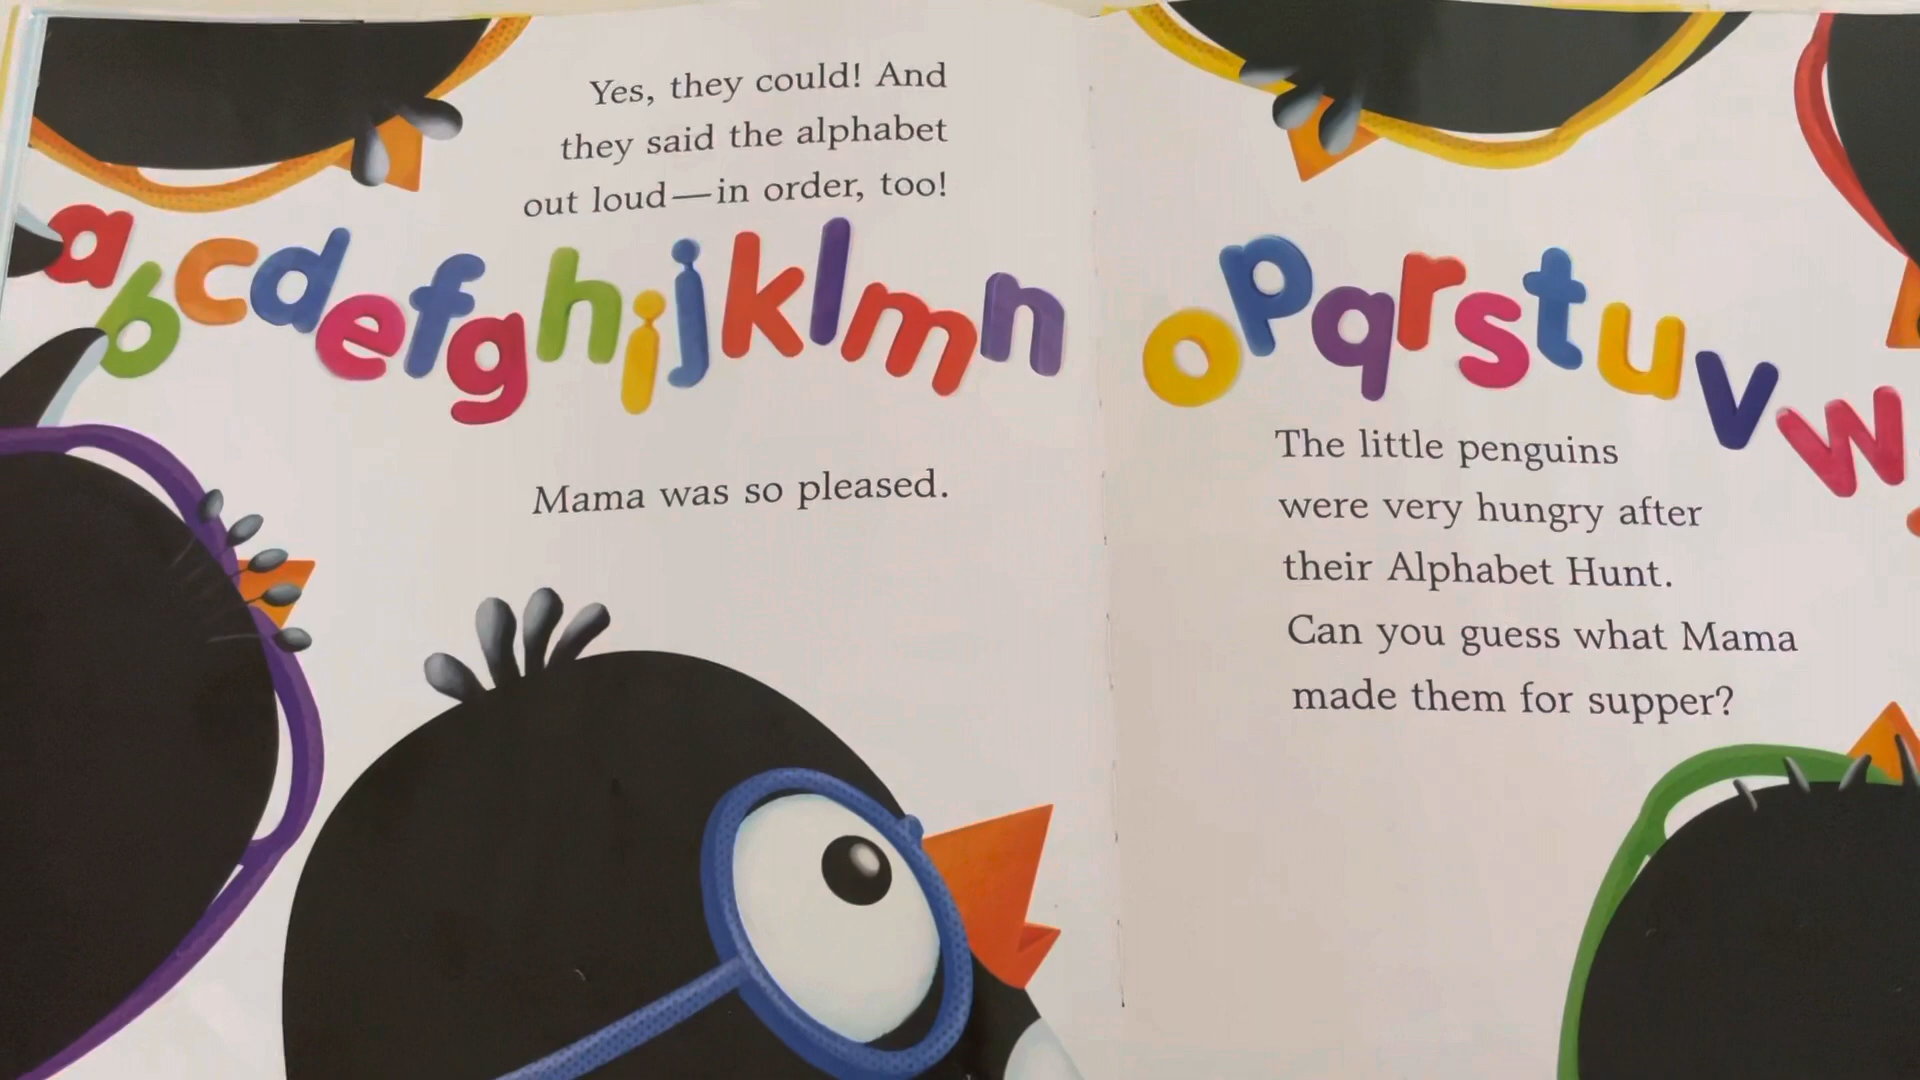 Yes, they could! And
they said the alphabet
out loud—in order, too!
abcdefghijklmn
opqrstuvw
Mama was so pleased.
The little penguins
were very hungry after
their Alphabet Hunt.
Can you guess what Mama
made them for supper?